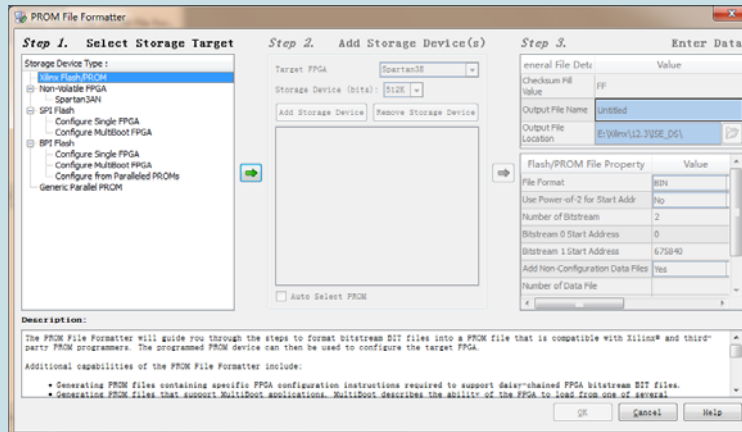 PROM File Formatter
Step 1. Select Storage Target
Storage Device Type :
Xilinx Flash/PROM
Non-Volatile FPGA
Spartan3AN
SPI Flash
Configure Single FPGA
Configure MultiBoot FPGA
BPI Flash
Configure Single FPGA
Configure MultiBoot FPGA
Configure from Paralleled PROMs
Generic Parallel PROM
Step 2. Add Storage Device(s)
Target FPGA Spartan3E
Storage Device (bits): 512K
Add Storage Device Remove Storage Device
Auto Select PROM
Step 3. Enter Data
eneral File Deta Value
Checksum Fill
Value FF
Output File Name Untitled
Output File
Location E:\Xilinx\12.3\ISE_DS\
Flash/PROM File Property Value
File Format BIN
Use Power-of-2 for Start Addr No
Number of Bitstream 2
Bitstream 0 Start Address 0
Bitstream 1 Start Address 675840
Add Non-Configuration Data Files Yes
Number of Data File
Description:
The PROM File Formatter will guide you through the steps to format bitstream BIT files into a PROM file that is compatible with Xilinx® and third-
party PROM programmers. The programmed PROM device can then be used to configure the target FPGA.
Additional capabilities of the PROM File Formatter include:
• Generating PROM files containing specific FPGA configuration instructions required to support daisy-chained FPGA bitstream BIT files.
• Generating PROM files that support MultiBoot applications. MultiBoot describes the ability of the FPGA to load from one of several
OK Cancel Help